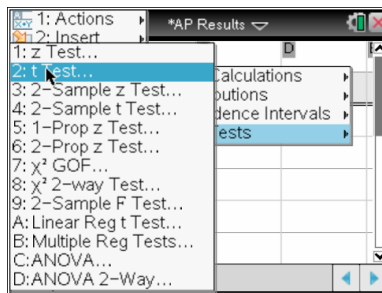 1: Actions
*AP Results
2: Insert
D
1: z Test...
2: t Test...
3: 2-Sample z Test...
4: 2-Sample t Test...
5: 1-Prop z Test...
6: 2-Prop z Test...
7: χ² GOF...
8: χ² 2-way Test...
9: 2-Sample F Test...
A: Linear Reg t Test...
B: Multiple Reg Tests...
C: ANOVA...
D: ANOVA 2-Way...
Calculations
butions
dence Intervals
ests